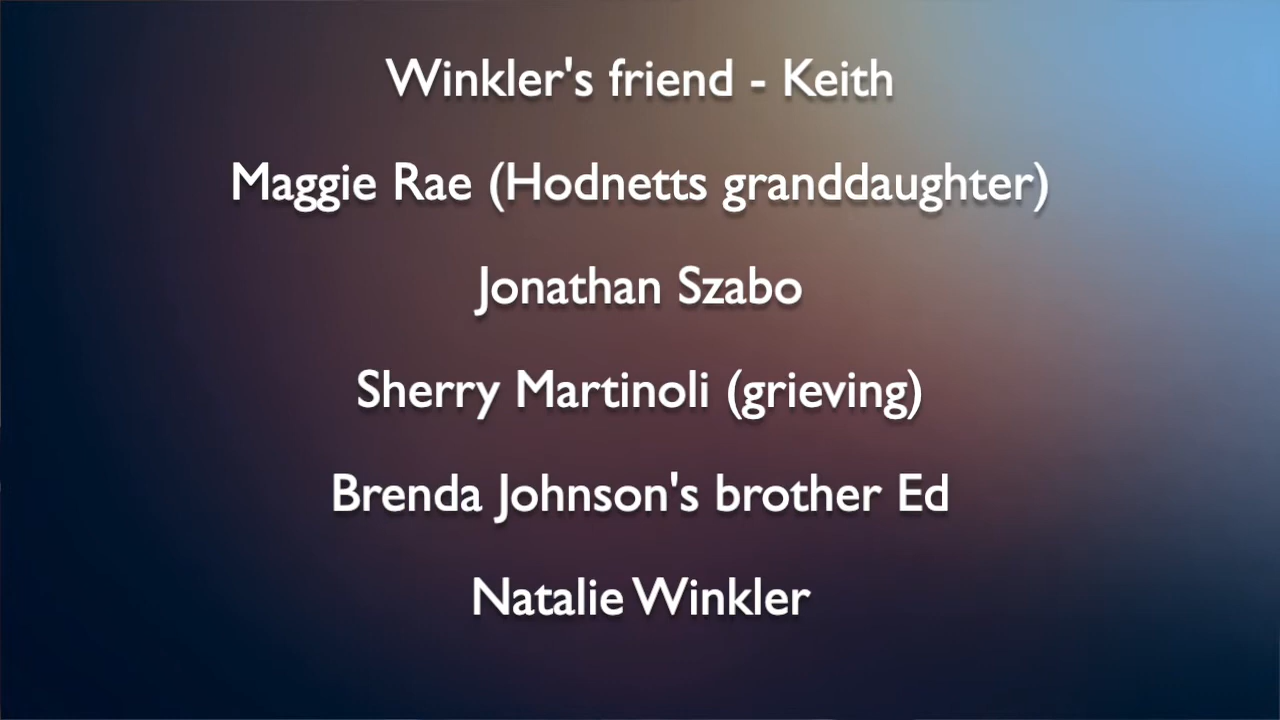 Winkler's friend - Keith
Maggie Rae (Hodnetts granddaughter)
Jonathan Szabo
Sherry Martinoli (grieving)
Brenda Johnson's brother Ed
Natalie Winkler